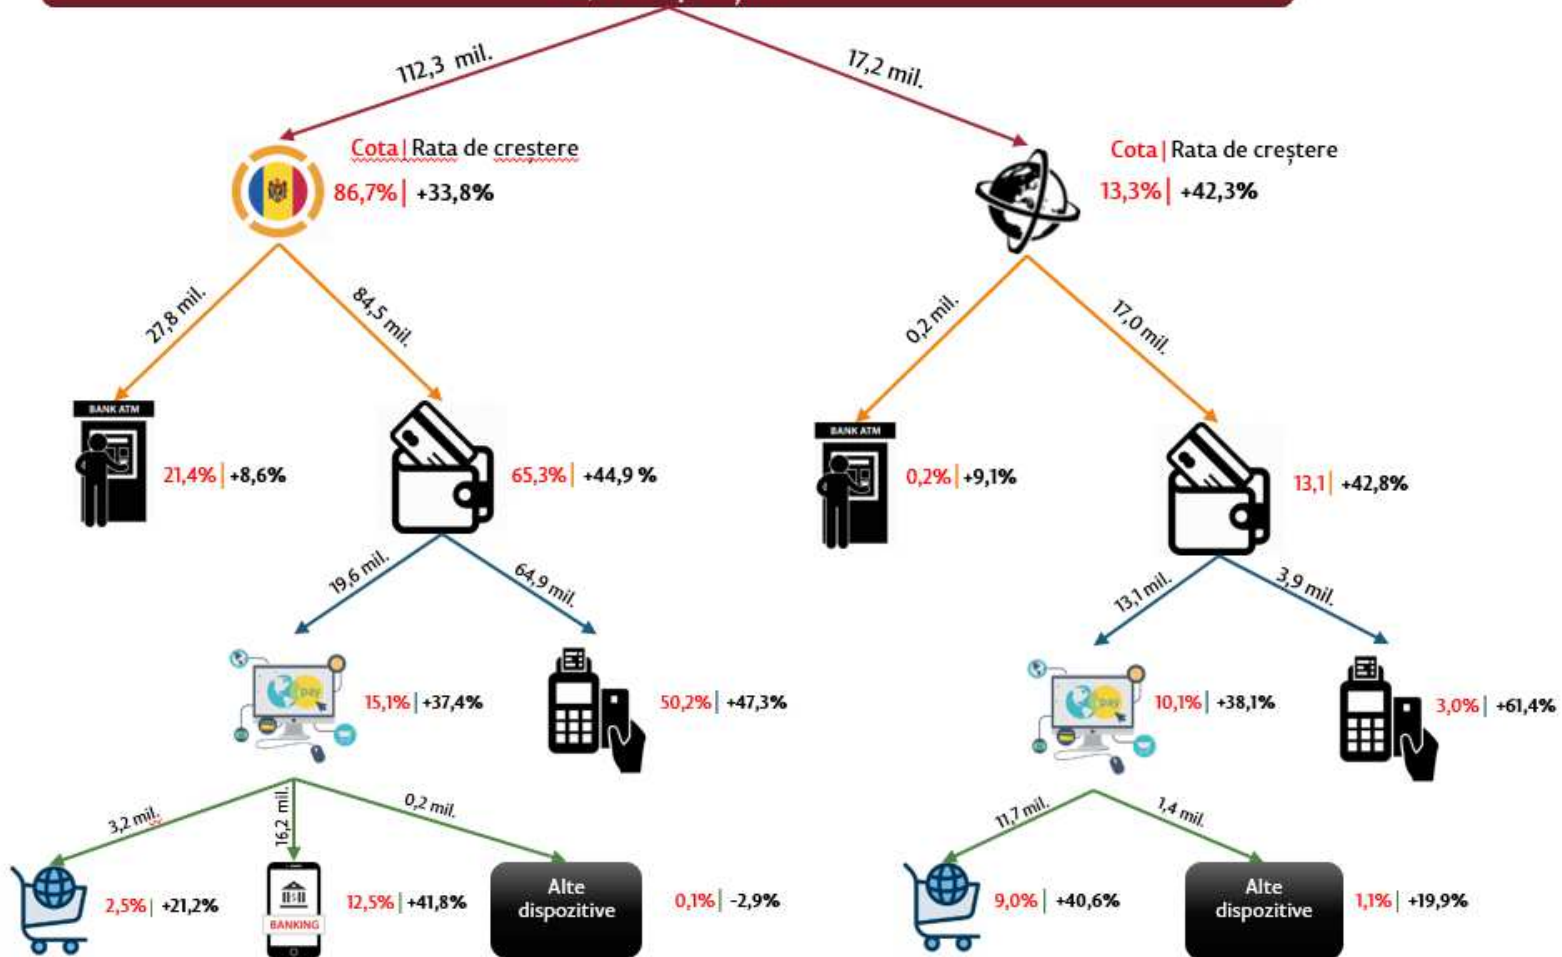 112,3 mil.
17,2 mil.
Cota | Rata de creștere
86,7% | +33,8%
Cota | Rata de creștere
13,3% | +42,3%
27,8 mil.
84,5 mil.
0,2 mil.
17,0 mil.
BANK ATM
21,4% | +8,6%
65,3% | +44,9 %
BANK ATM
0,2% | +9,1%
13,1 | +42,8%
19,6 mil.
64,9 mil.
13,1 mil.
3,9 mil.
pay
15,1% | +37,4%
50,2% | +47,3%
pay
10,1% | +38,1%
3,0% | +61,4%
3,2 mil.
16,2 mil.
0,2 mil.
11,7 mil.
1,4 mil.
2,5% | +21,2%
BANKING
12,5% | +41,8%
Alte
dispozitive
0,1% | -2,9%
9,0% | +40,6%
Alte
dispozitive
1,1% | +19,9%